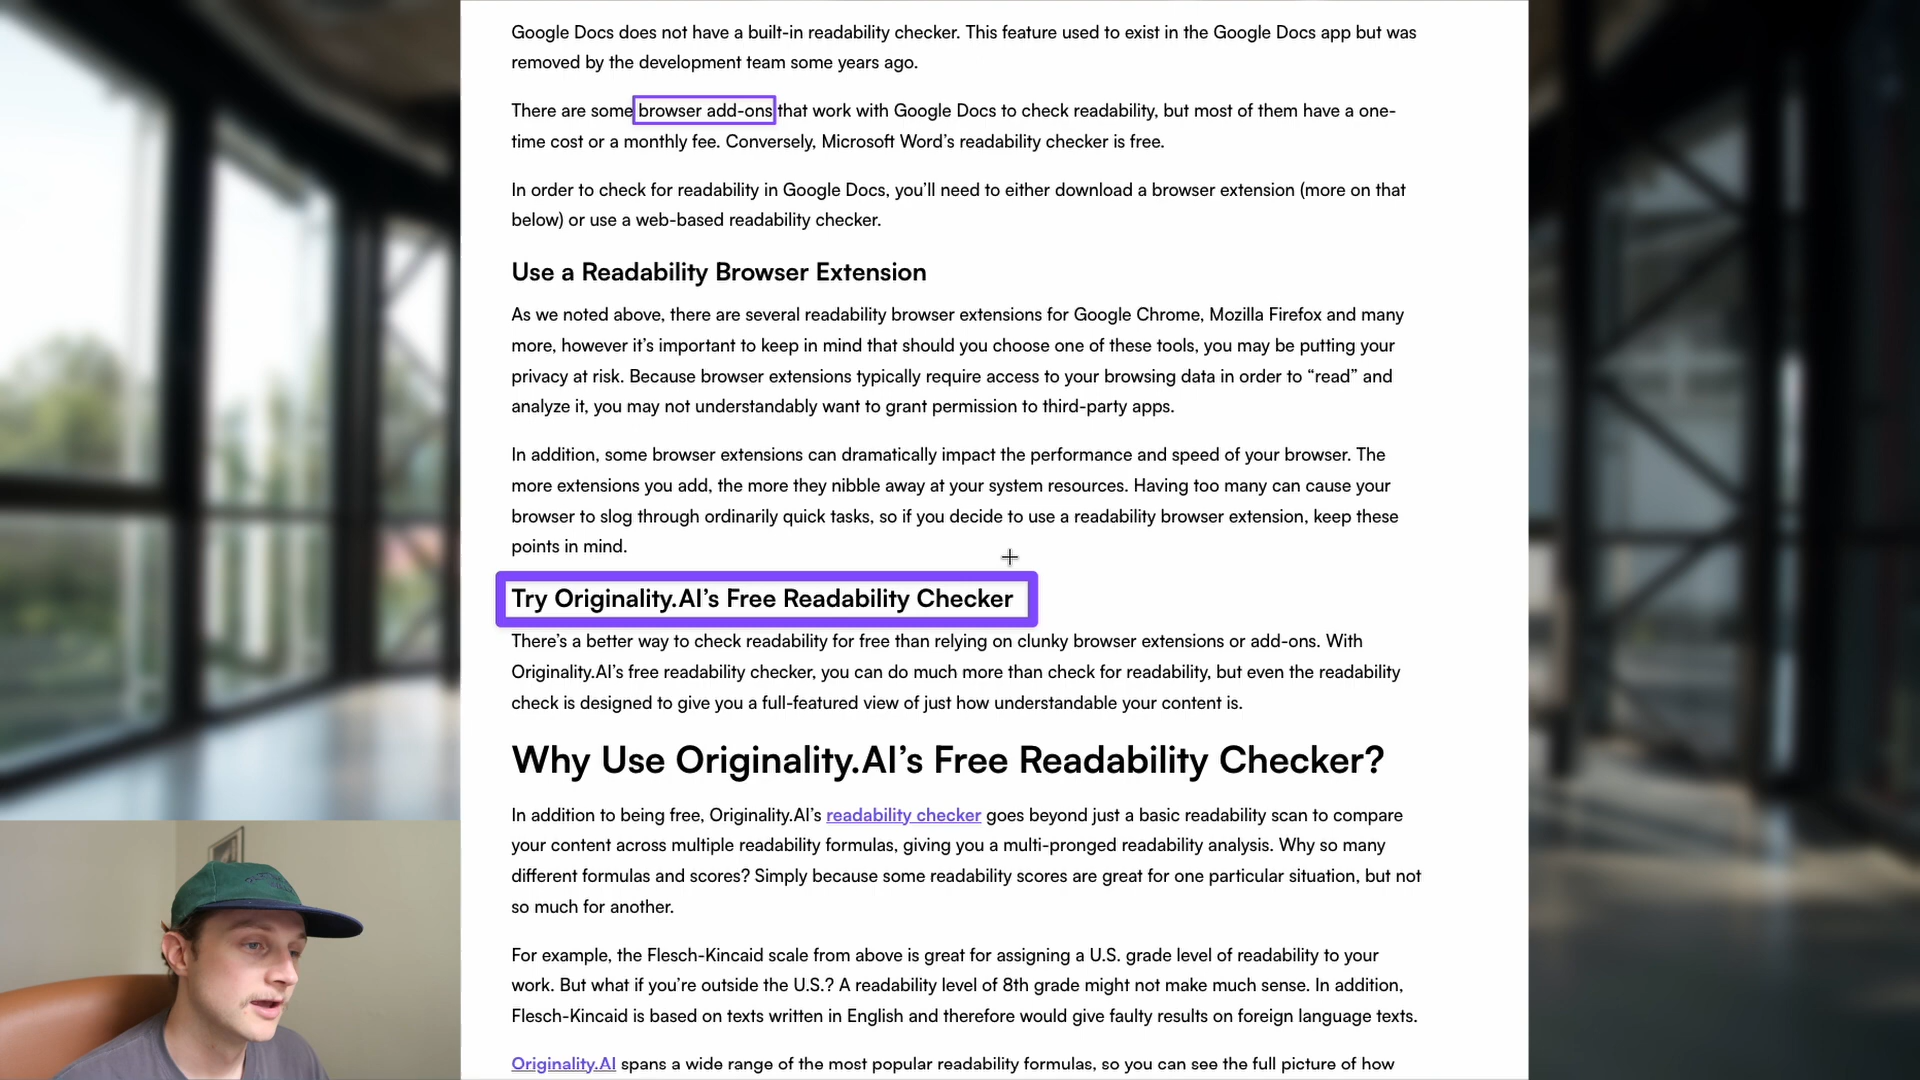 Google Docs does not have a built-in readability checker. This feature used to exist in the Google Docs app but was
removed by the development team some years ago.
There are some browser add-ons that work with Google Docs to check readability, but most of them have a one-
time cost or a monthly fee. Conversely, Microsoft Word’s readability checker is free.
In order to check for readability in Google Docs, you’ll need to either download a browser extension (more on that
below) or use a web-based readability checker.
Use a Readability Browser Extension
As we noted above, there are several readability browser extensions for Google Chrome, Mozilla Firefox and many
more, however it’s important to keep in mind that should you choose one of these tools, you may be putting your
privacy at risk. Because browser extensions typically require access to your browsing data in order to “read” and
analyze it, you may not understandably want to grant permission to third-party apps.
In addition, some browser extensions can dramatically impact the performance and speed of your browser. The
more extensions you add, the more they nibble away at your system resources. Having too many can cause your
browser to slog through ordinarily quick tasks, so if you decide to use a readability browser extension, keep these
points in mind.
Try Originality.AI’s Free Readability Checker
There’s a better way to check readability for free than relying on clunky browser extensions or add-ons. With
Originality.AI’s free readability checker, you can do much more than check for readability, but even the readability
check is designed to give you a full-featured view of just how understandable your content is.
Why Use Originality.AI’s Free Readability Checker?
In addition to being free, Originality.AI’s readability checker goes beyond just a basic readability scan to compare
your content across multiple readability formulas, giving you a multi-pronged readability analysis. Why so many
different formulas and scores? Simply because some readability scores are great for one particular situation, but not
so much for another.
For example, the Flesch-Kincaid scale from above is great for assigning a U.S. grade level of readability to your
work. But what if you’re outside the U.S.? A readability level of 8th grade might not make much sense. In addition,
Flesch-Kincaid is based on texts written in English and therefore would give faulty results on foreign language texts.
Originality.AI spans a wide range of the most popular readability formulas, so you can see the full picture of how